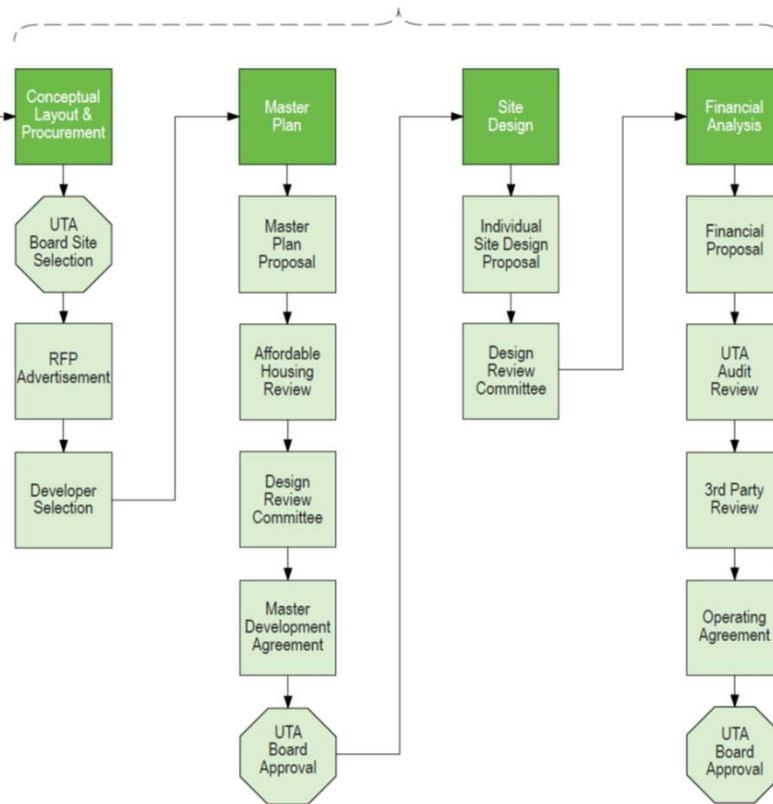 Conceptual
Layout &
Procurement
UTA
Board Site
Selection
RFP
Advertisement
Developer
Selection
Master
Plan
Master
Plan
Proposal
Affordable
Housing
Review
Design
Review
Committee
Master
Development
Agreement
UTA
Board
Approval
Site
Design
Individual
Site Design
Proposal
Design
Review
Committee
Financial
Analysis
Financial
Proposal
UTA
Audit
Review
3rd Party
Review
Operating
Agreement
UTA
Board
Approval